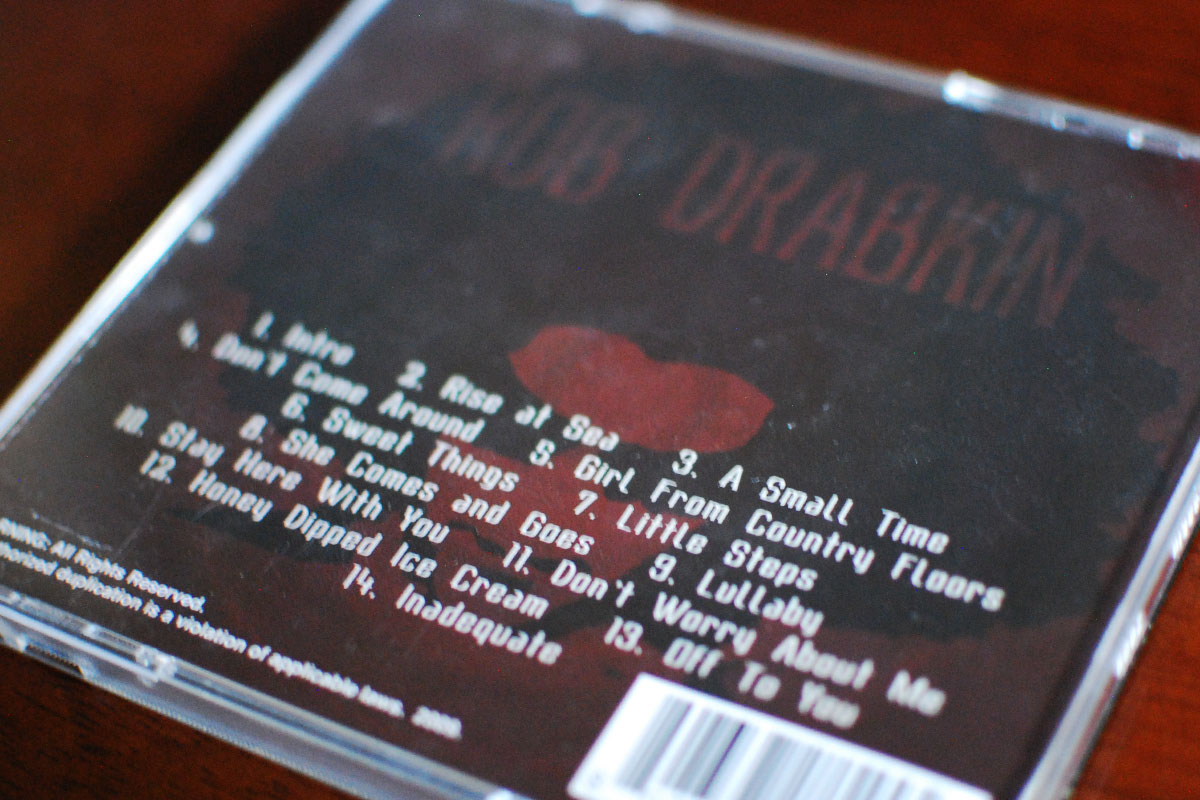 ROB DRABKIN
1. Intro 2. Rise at Sea 3. A Small Time
4. Don't Come Around 5. Girl From Country Floors
6. Sweet Things 7. Little Steps
8. She Comes and Goes 9. Lullaby
10. Stay Here With You 11. Don't Worry About Me
12. Honey Dipped Ice Cream 13. Off To You
14. Inadequate
All Rights Reserved.
duplication is a violation of applicable laws.